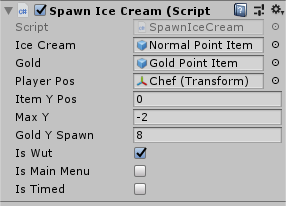 Spawn Ice Cream (Script
Script SpawnIceCream
Ice Cream Normal Point Item
Gold Gold Point Item
Player Pos Chef (Transform)
Item Y Pos 0
Max Y -2
Gold Y Spawn 8
Is Wut
Is Main Menu
Is Timed